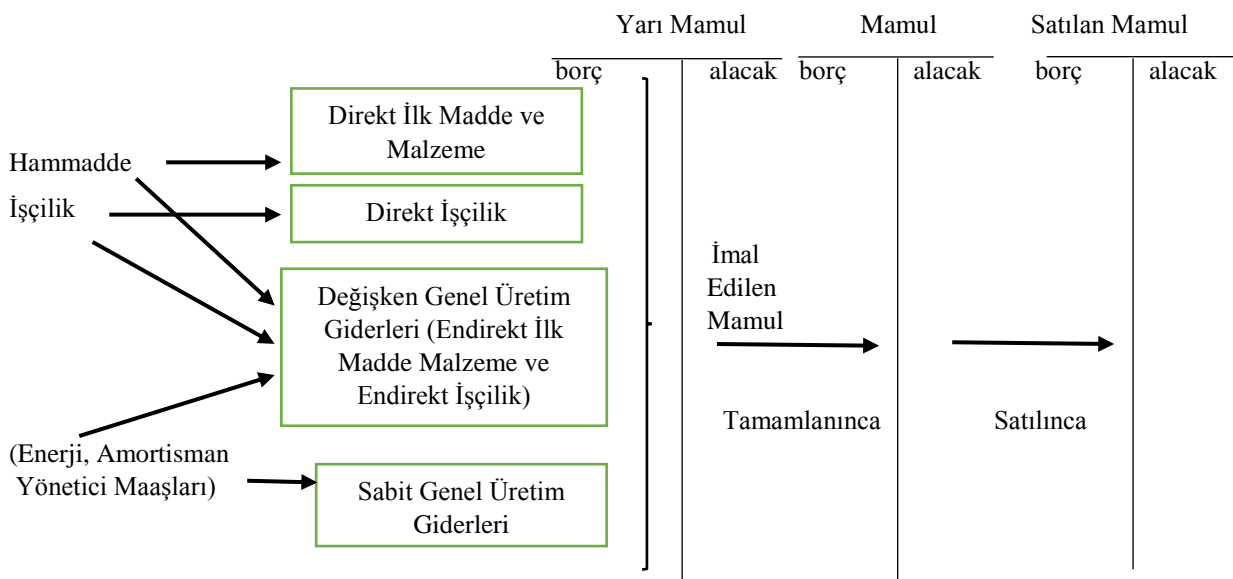 Yarı Mamul
Mamul
Satılan Mamul
borç
alacak
borç
alacak
borç
alacak
Direkt İlk Madde ve
Malzeme
Hammadde
İşçilik
Direkt İşçilik
Değişken Genel Üretim
Giderleri (Endirekt İlk
Madde Malzeme ve
Endirekt İşçilik)
İmal
Edilen
Mamul
Tamamlanınca
Satılınca
(Enerji, Amortisman
Yönetici Maaşları)
Sabit Genel Üretim
Giderleri